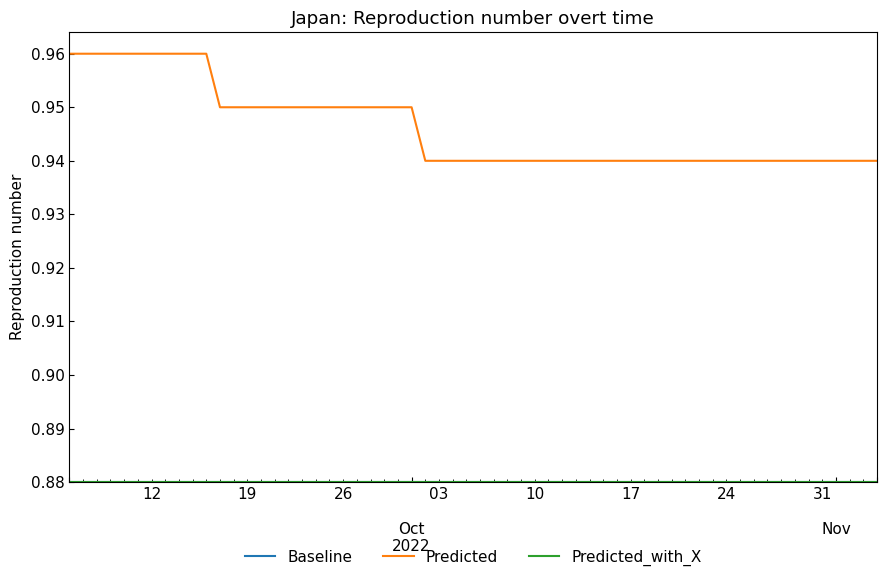 Japan: Reproduction number overt time
Reproduction number
0.96
0.95
0.94
0.93
0.92
0.91
0.90
0.89
0.88
12 19 26 03 10 17 24 31
Oct Nov
2022
Baseline Predicted Predicted_with_X